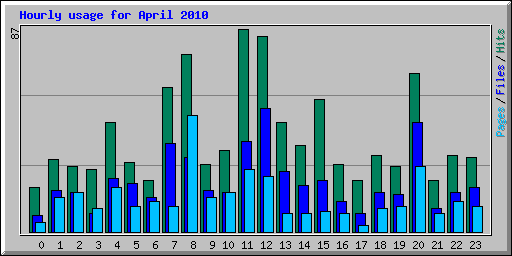 Hourly usage for April 2010
87
Pages/Files/Hits
0 1 2 3 4 5 6 7 8 9 10 11 12 13 14 15 16 17 18 19 20 21 22 23